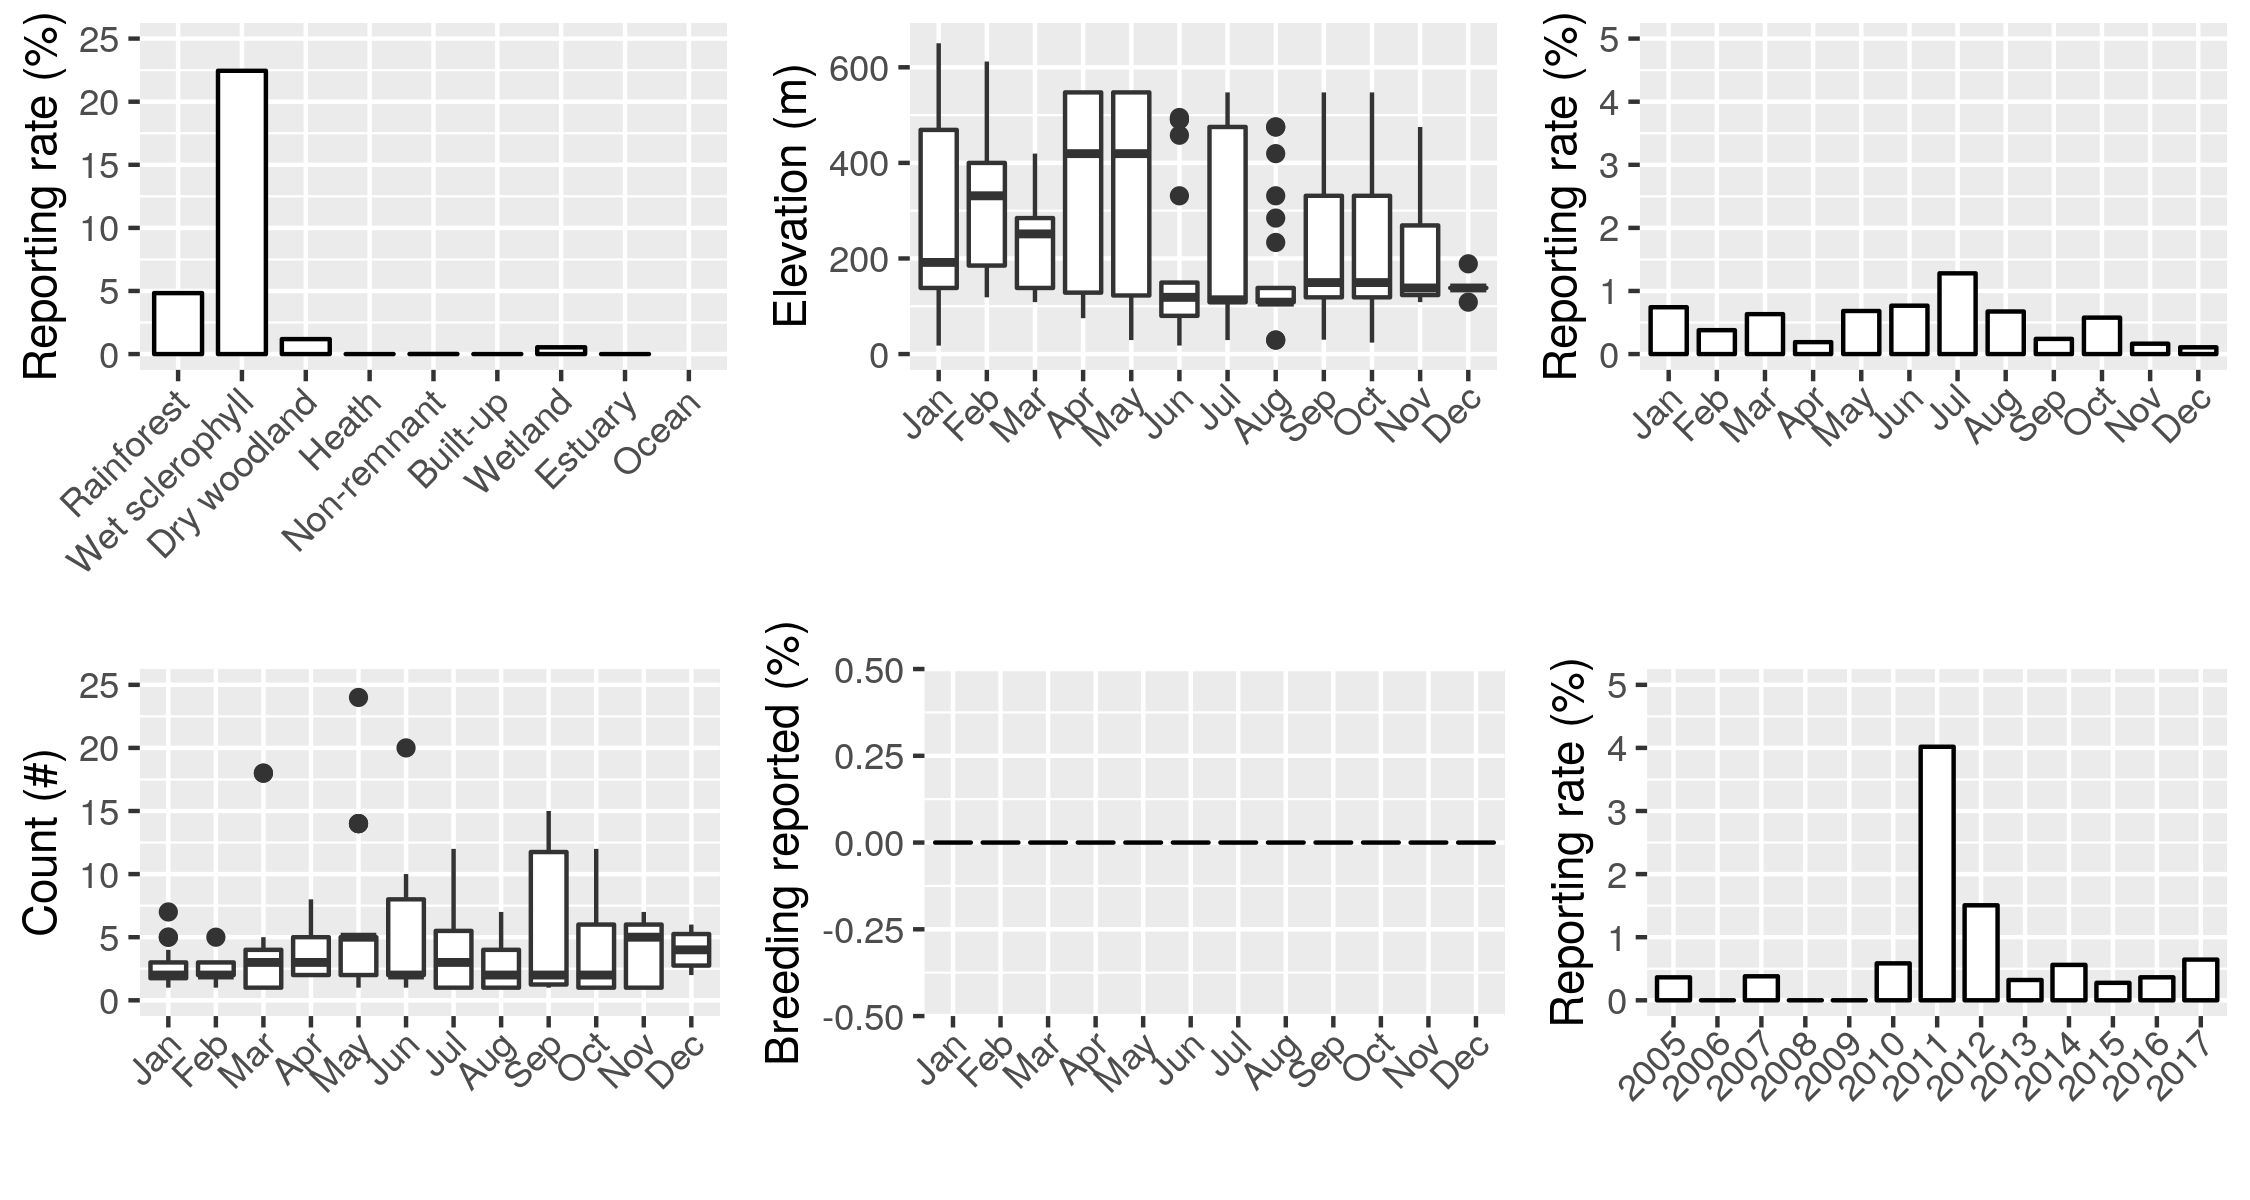 Reporting rate (%)
25
20
15
10
5
0
Rainforest
Wet sclerophyll
Dry woodland
Heath
Non-remnant
Built-up
Wetland
Estuary
Ocean
Elevation (m)
600
400
200
0
Jan
Feb
Mar
Apr
May
Jun
Jul
Aug
Sep
Oct
Nov
Dec
Reporting rate (%)
5
4
3
2
1
0
Jan
Feb
Mar
Apr
May
Jun
Jul
Aug
Sep
Oct
Nov
Dec
Count (#)
25
20
15
10
5
0
Jan
Feb
Mar
Apr
May
Jun
Jul
Aug
Sep
Oct
Nov
Dec
Breeding reported (%)
0.50
0.25
0.00
-0.25
-0.50
Jan
Feb
Mar
Apr
May
Jun
Jul
Aug
Sep
Oct
Nov
Dec
Reporting rate (%)
5
4
3
2
1
0
2005
2006
2007
2008
2009
2010
2011
2012
2013
2014
2015
2016
2017